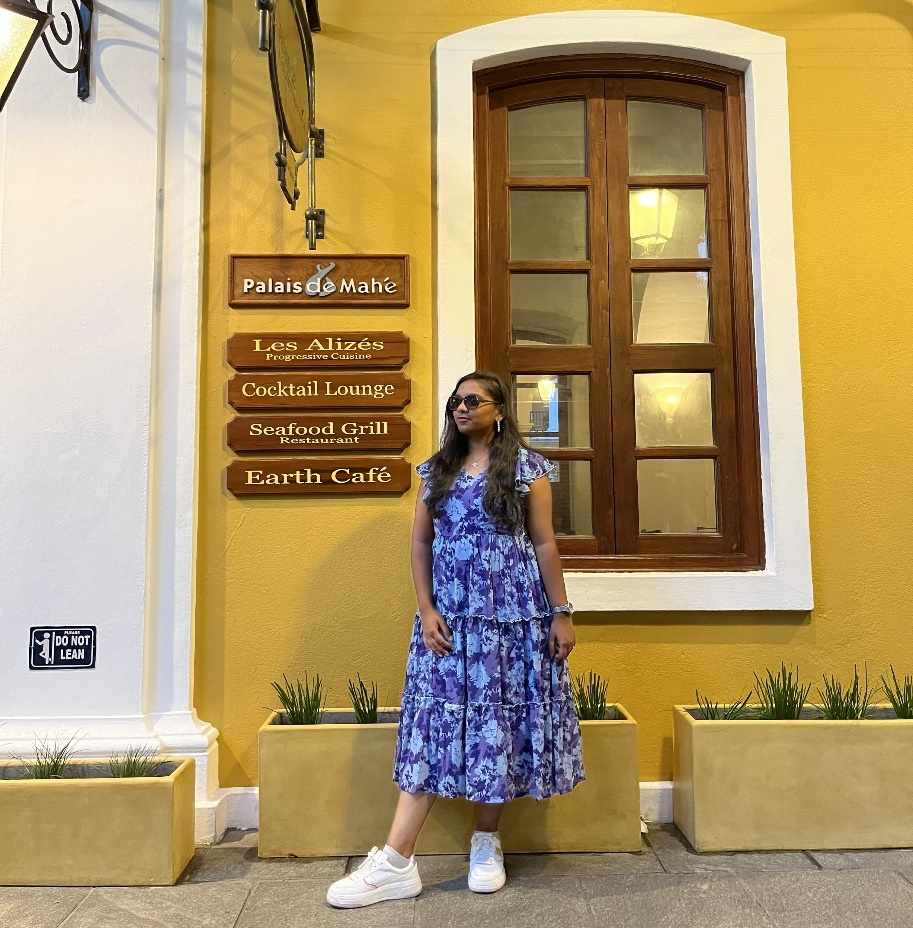 Palais de Mahé
Les Alizés
Progressive Cuisine
Cocktail Lounge
Seafood Grill
Restaurant
Earth Café
PLEASE
DO NOT
LEAN